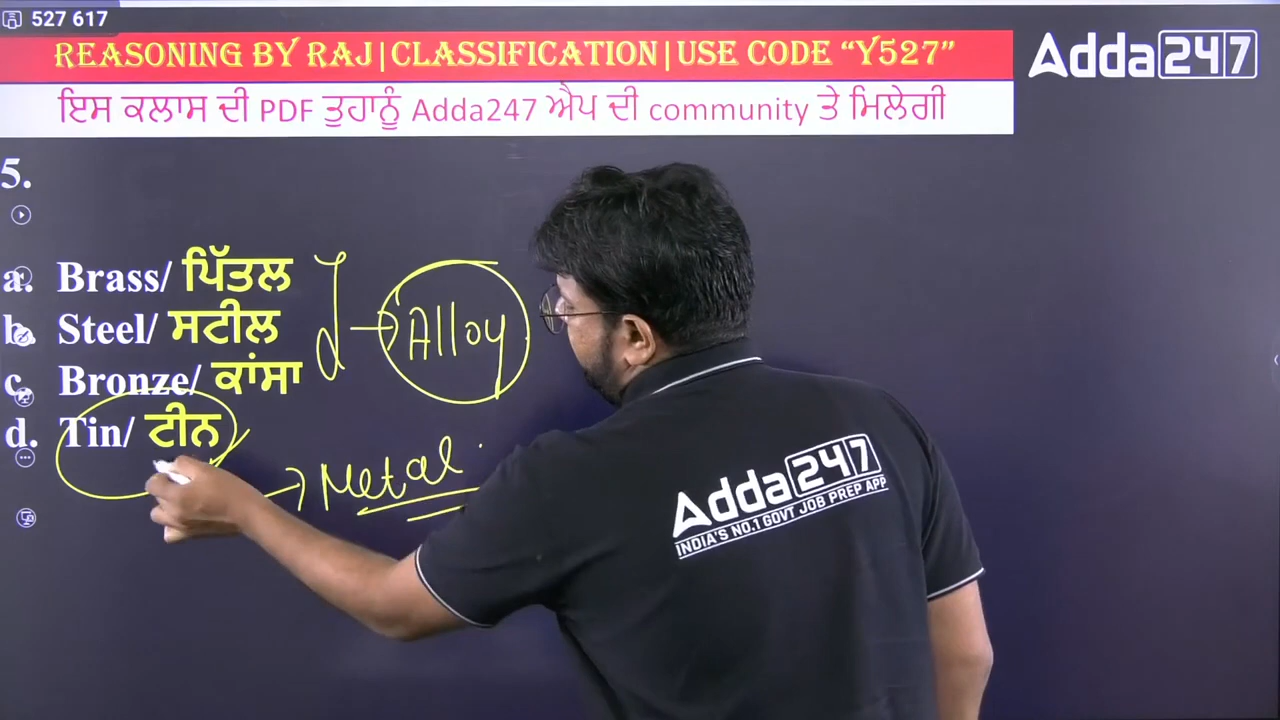 527 617
REASONING BY RAJ|CLASSIFICATION|USE CODE “Y527”
Adda247
ਇਸ ਕਲਾਸ ਦੀ PDF ਤੁਹਾਨੂੰ Adda247 ਐਪ ਦੀ community ਤੇ ਮਿਲੇਗੀ
5.
a. Brass/ ਪਿੱਤਲ
b. Steel/ ਸਟੀਲ
c. Bronze/ ਕਾਂਸਾ
d. Tin/ ਟੀਨ
Alloy
Metal
Adda247
INDIA'S NO.1 GOVT JOB PREP APP